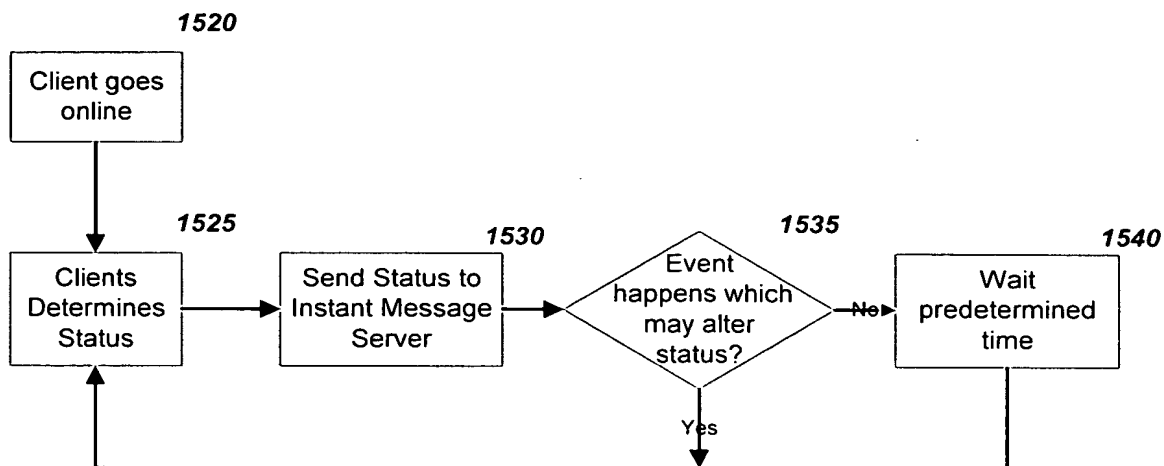 1520
Client goes
online
1525
Clients
Determines
Status
1530
Send Status to
Instant Message
Server
1535
Event
happens which
may alter
status?
No
1540
Wait
predetermined
time
Yes